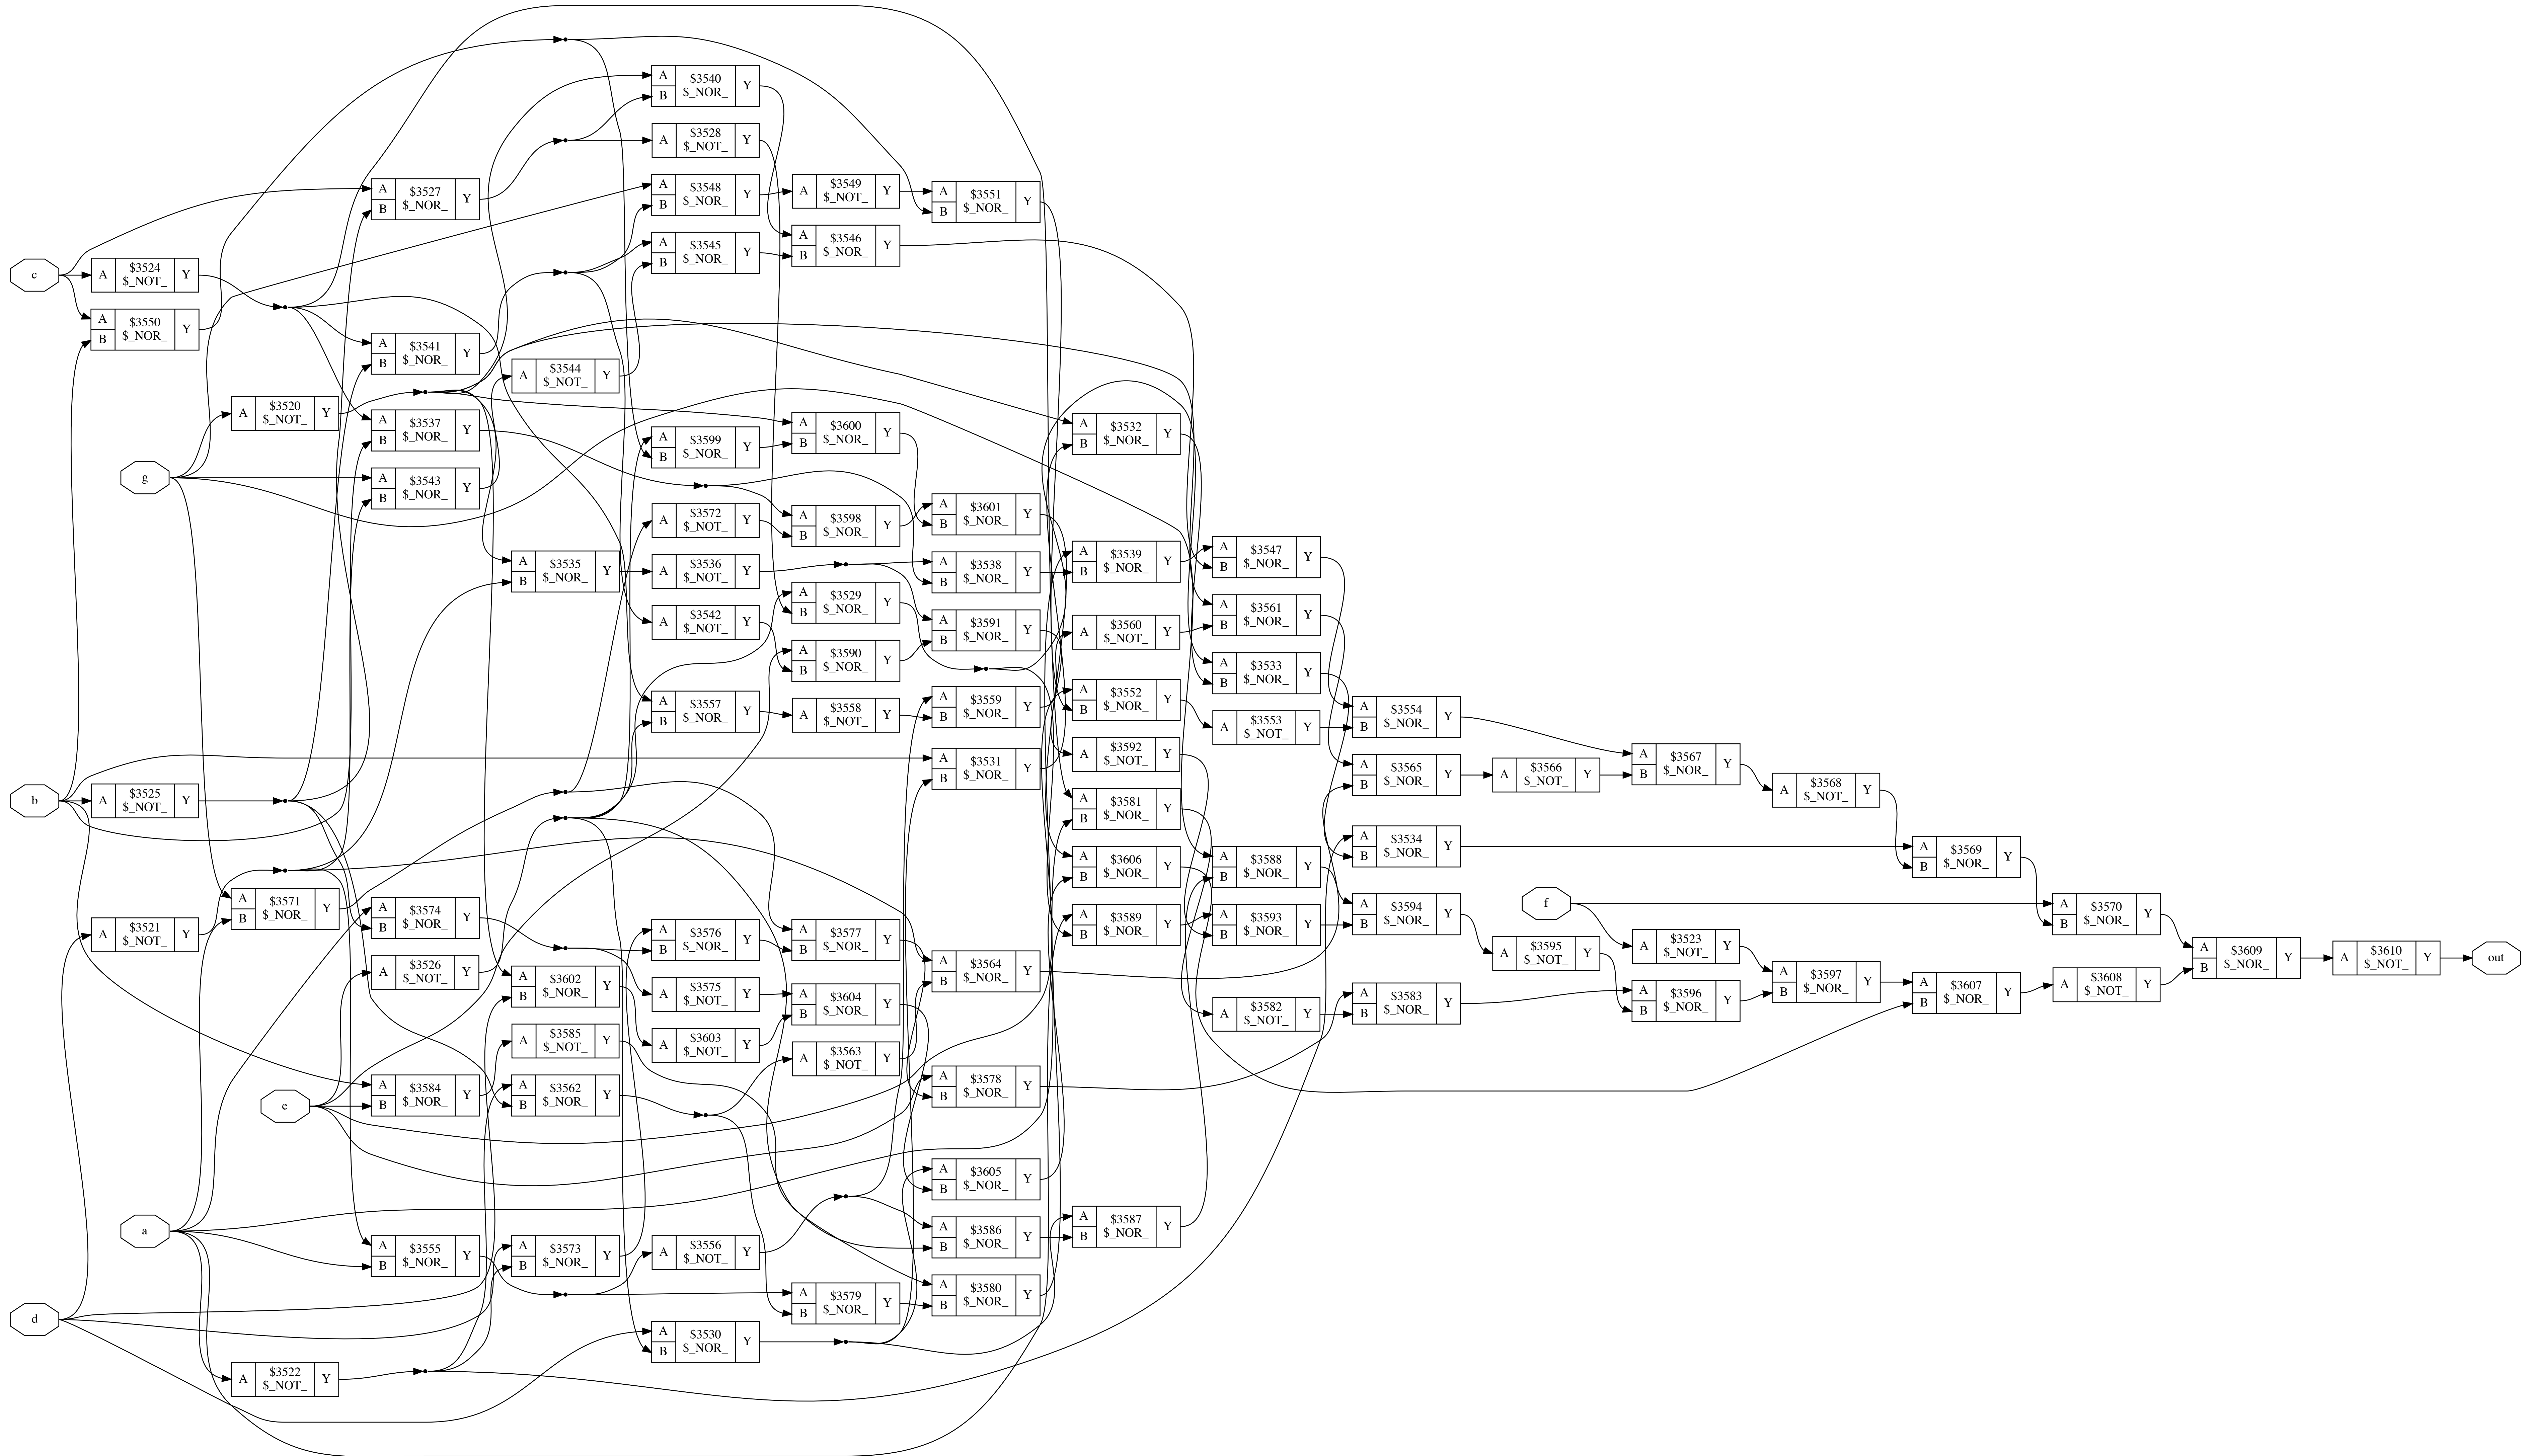 c
A $3524 Y
$_NOT_
A $3550 Y
B $_NOR_
b
A $3525 Y
$_NOT_
A $3521 Y
$_NOT_
d
g
a
A $3520 Y
$_NOT_
A $3571 Y
B $_NOR_
e
A $3522 Y
$_NOT_
A $3527 Y
B $_NOR_
A $3541 Y
B $_NOR_
A $3537 Y
B $_NOR_
A $3543 Y
B $_NOR_
A $3574 Y
B $_NOR_
A $3526 Y
$_NOT_
A $3584 Y
B $_NOR_
A $3555 Y
B $_NOR_
A $3544 Y
$_NOT_
A $3535 Y
B $_NOR_
A $3602 Y
B $_NOR_
A $3585 Y
$_NOT_
A $3562 Y
B $_NOR_
A $3573 Y
B $_NOR_
A $3540 Y
B $_NOR_
A $3528 Y
$_NOT_
A $3548 Y
B $_NOR_
A $3545 Y
B $_NOR_
A $3599 Y
B $_NOR_
A $3572 Y
$_NOT_
A $3536 Y
$_NOT_
A $3542 Y
$_NOT_
A $3557 Y
B $_NOR_
A $3576 Y
B $_NOR_
A $3575 Y
$_NOT_
A $3603 Y
$_NOT_
A $3556 Y
$_NOT_
A $3530 Y
B $_NOR_
A $3549 Y
$_NOT_
A $3546 Y
B $_NOR_
A $3600 Y
B $_NOR_
A $3598 Y
B $_NOR_
A $3529 Y
B $_NOR_
A $3590 Y
B $_NOR_
A $3558 Y
$_NOT_
A $3577 Y
B $_NOR_
A $3604 Y
B $_NOR_
A $3563 Y
$_NOT_
A $3579 Y
B $_NOR_
A $3551 Y
B $_NOR_
A $3601 Y
B $_NOR_
A $3538 Y
B $_NOR_
A $3591 Y
B $_NOR_
A $3559 Y
B $_NOR_
A $3531 Y
B $_NOR_
A $3564 Y
B $_NOR_
A $3578 Y
B $_NOR_
A $3605 Y
B $_NOR_
A $3586 Y
B $_NOR_
A $3580 Y
B $_NOR_
A $3532 Y
B $_NOR_
A $3539 Y
B $_NOR_
A $3560 Y
$_NOT_
A $3552 Y
B $_NOR_
A $3592 Y
$_NOT_
A $3581 Y
B $_NOR_
A $3606 Y
B $_NOR_
A $3589 Y
B $_NOR_
A $3587 Y
B $_NOR_
A $3547 Y
B $_NOR_
A $3561 Y
B $_NOR_
A $3533 Y
B $_NOR_
A $3553 Y
$_NOT_
A $3588 Y
B $_NOR_
A $3593 Y
B $_NOR_
A $3582 Y
$_NOT_
A $3554 Y
B $_NOR_
A $3565 Y
B $_NOR_
A $3534 Y
B $_NOR_
A $3594 Y
B $_NOR_
A $3583 Y
B $_NOR_
A $3566 Y
$_NOT_
f
A $3595 Y
$_NOT_
A $3567 Y
B $_NOR_
A $3523 Y
$_NOT_
A $3596 Y
B $_NOR_
A $3568 Y
$_NOT_
A $3597 Y
B $_NOR_
A $3569 Y
B $_NOR_
A $3607 Y
B $_NOR_
A $3570 Y
B $_NOR_
A $3608 Y
$_NOT_
A $3609 Y
B $_NOR_
A $3610 Y
$_NOT_
out